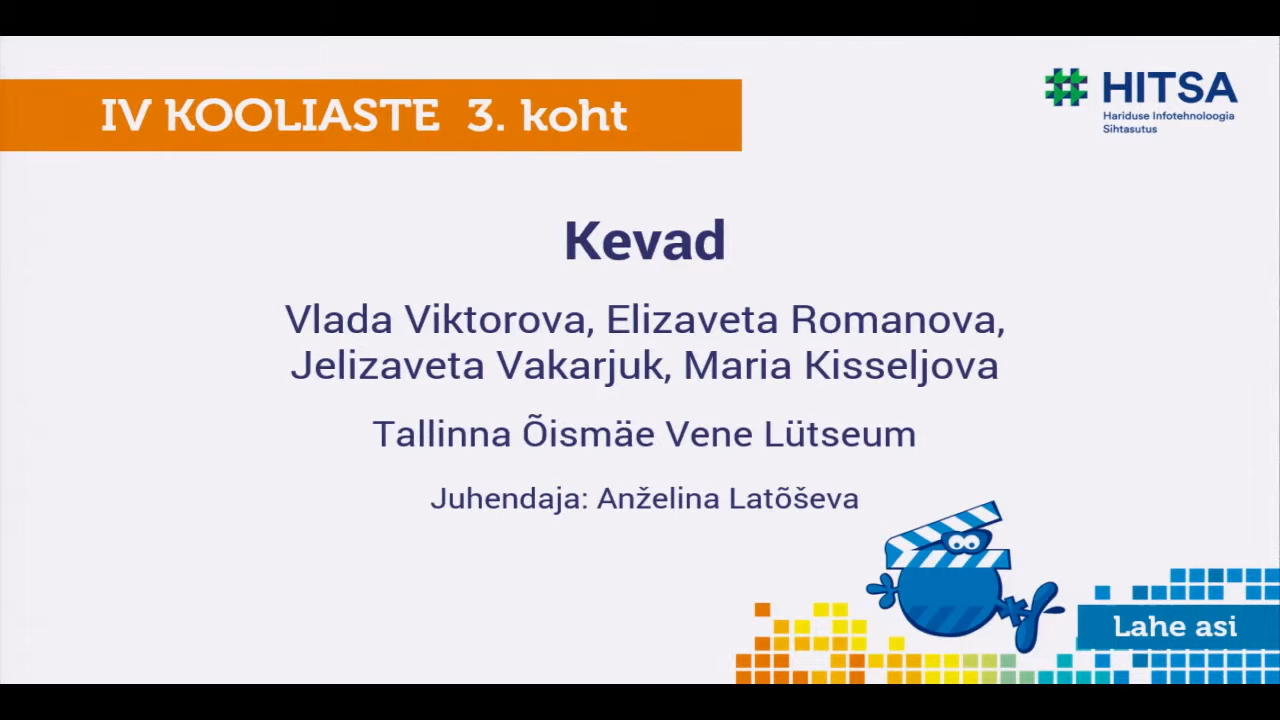 IV KOOLIASTE 3. koht
HITSA
Hariduse Infotehnoloogia
Sihtasutus
Kevad
Vlada Viktorova, Elizaveta Romanova,
Jelizaveta Vakarjuk, Maria Kisseljova
Tallinna Õismäe Vene Lütseum
Juhendaja: Anželina Latõševa
Lahe asi